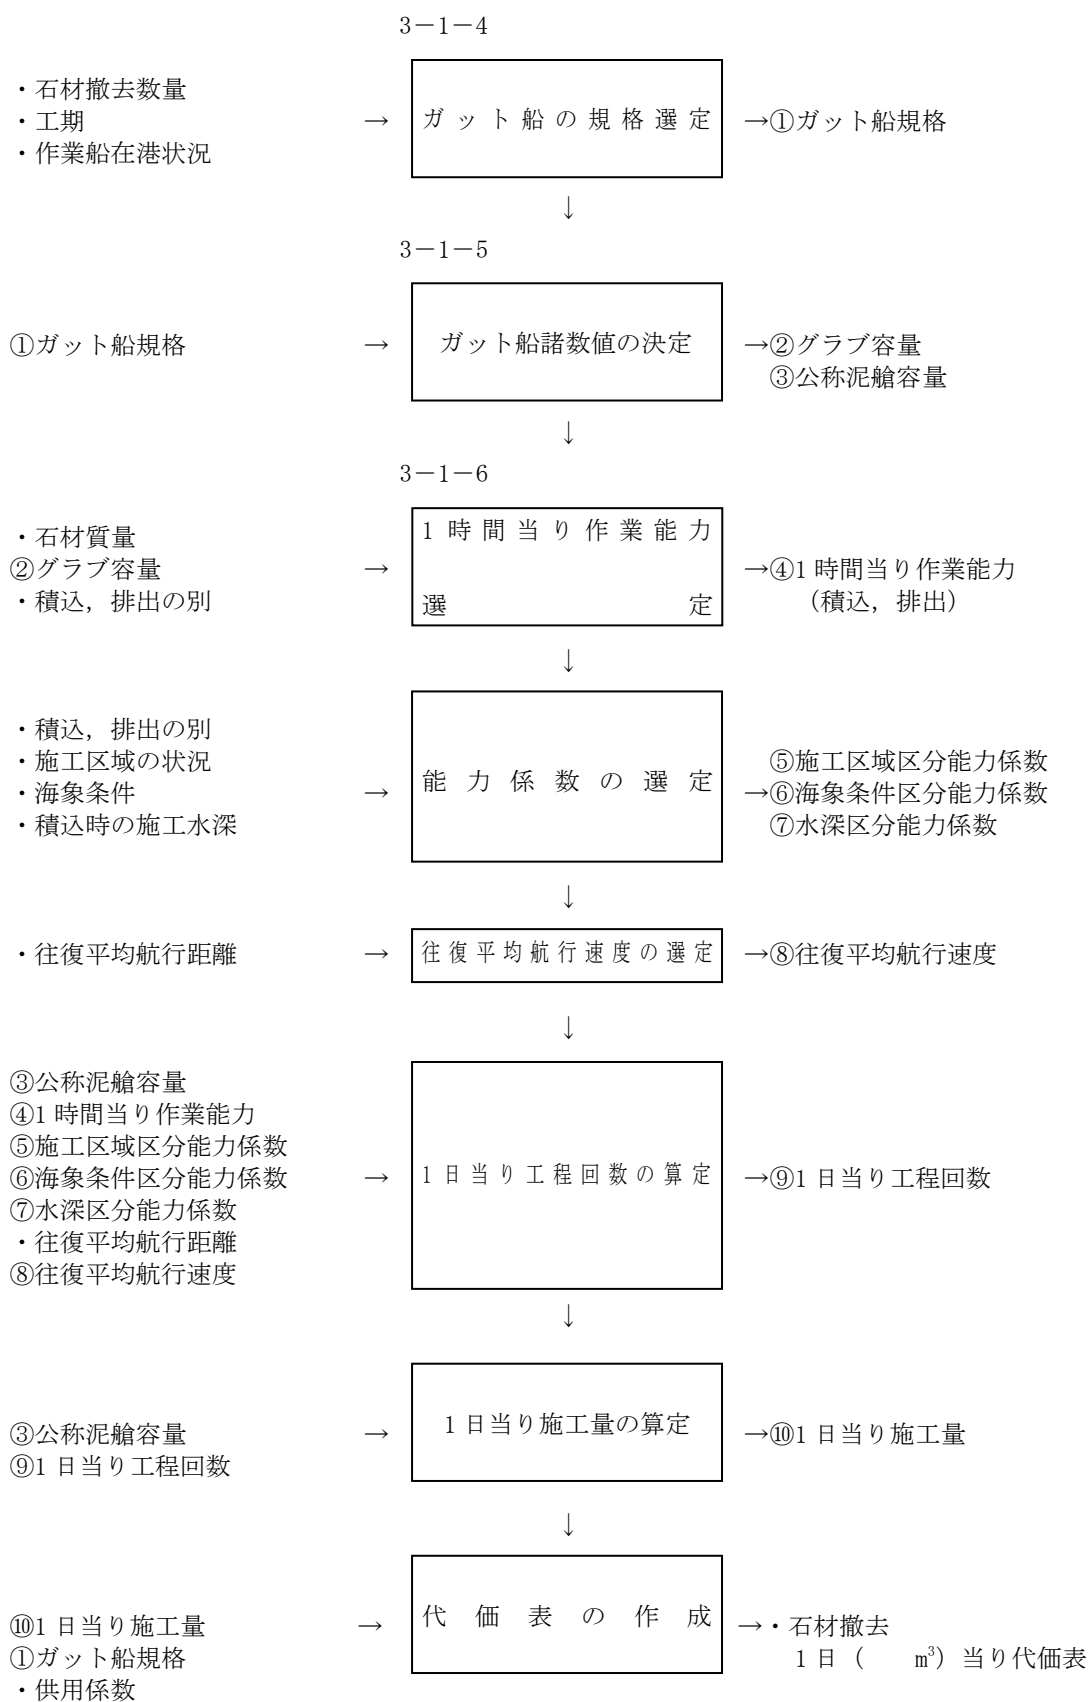 3－1－4
・石材撤去数量
・工期
・作業船在港状況
→
ガット船の規格選定
→①ガット船規格
↓
3－1－5
①ガット船規格
→
ガット船諸数値の決定
→②グラブ容量
③公称泥艙容量
↓
3－1－6
・石材質量
②グラブ容量
・積込，排出の別
→
1時間当り作業能力
選定
→④1時間当り作業能力
（積込，排出）
↓
・積込，排出の別
・施工区域の状況
・海象条件
・積込時の施工水深
→
能力係数の選定
⑤施工区域区分能力係数
→⑥海象条件区分能力係数
⑦水深区分能力係数
↓
・往復平均航行距離
→
往復平均航行速度の選定
→⑧往復平均航行速度
↓
③公称泥艙容量
④1時間当り作業能力
⑤施工区域区分能力係数
⑥海象条件区分能力係数
⑦水深区分能力係数
・往復平均航行距離
⑧往復平均航行速度
→
1日当り工程回数の算定
→⑨1日当り工程回数
↓
③公称泥艙容量
⑨1日当り工程回数
→
1日当り施工量の算定
→⑩1日当り施工量
↓
⑩1日当り施工量
①ガット船規格
・供用係数
→
代価表の作成
→・石材撤去
1日（　　m³）当り代価表